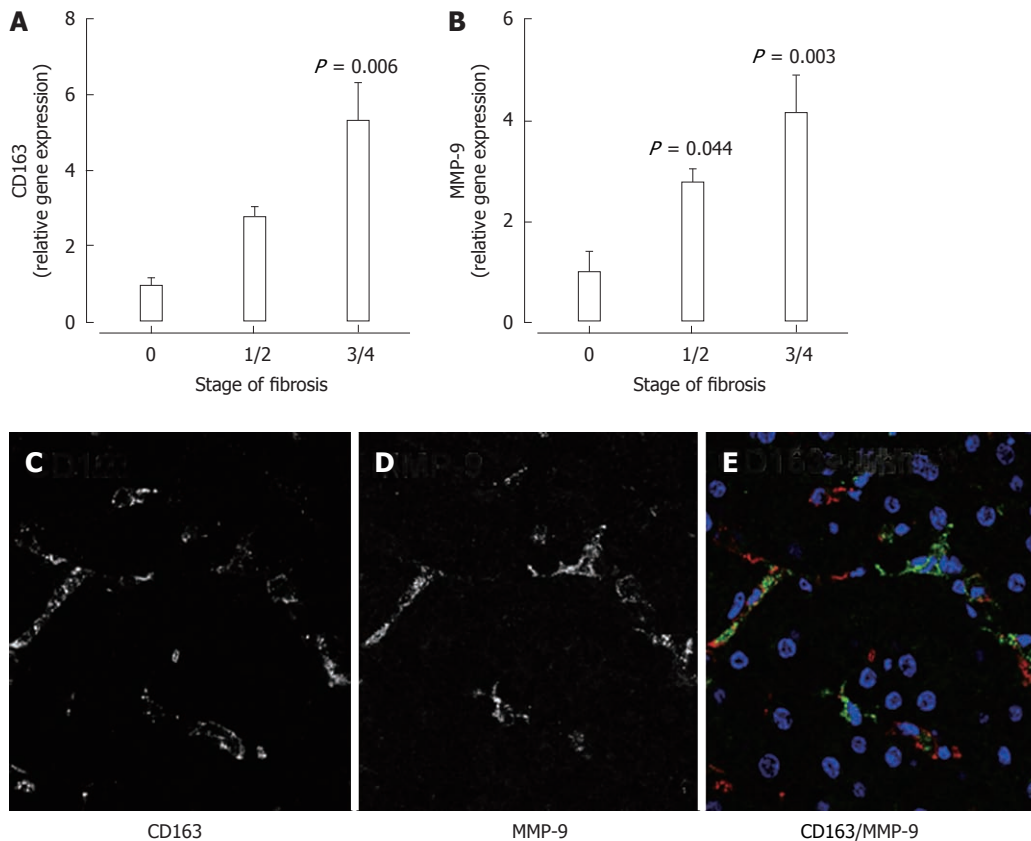 A
CD163
(relative gene expression)
8
6
4
2
0
P = 0.006
0
1/2
3/4
Stage of fibrosis
B
MMP-9
(relative gene expression)
6
4
2
0
P = 0.044
P = 0.003
0
1/2
3/4
Stage of fibrosis
C
D
MMP-9
E
CD163
MMP-9
CD163/MMP-9